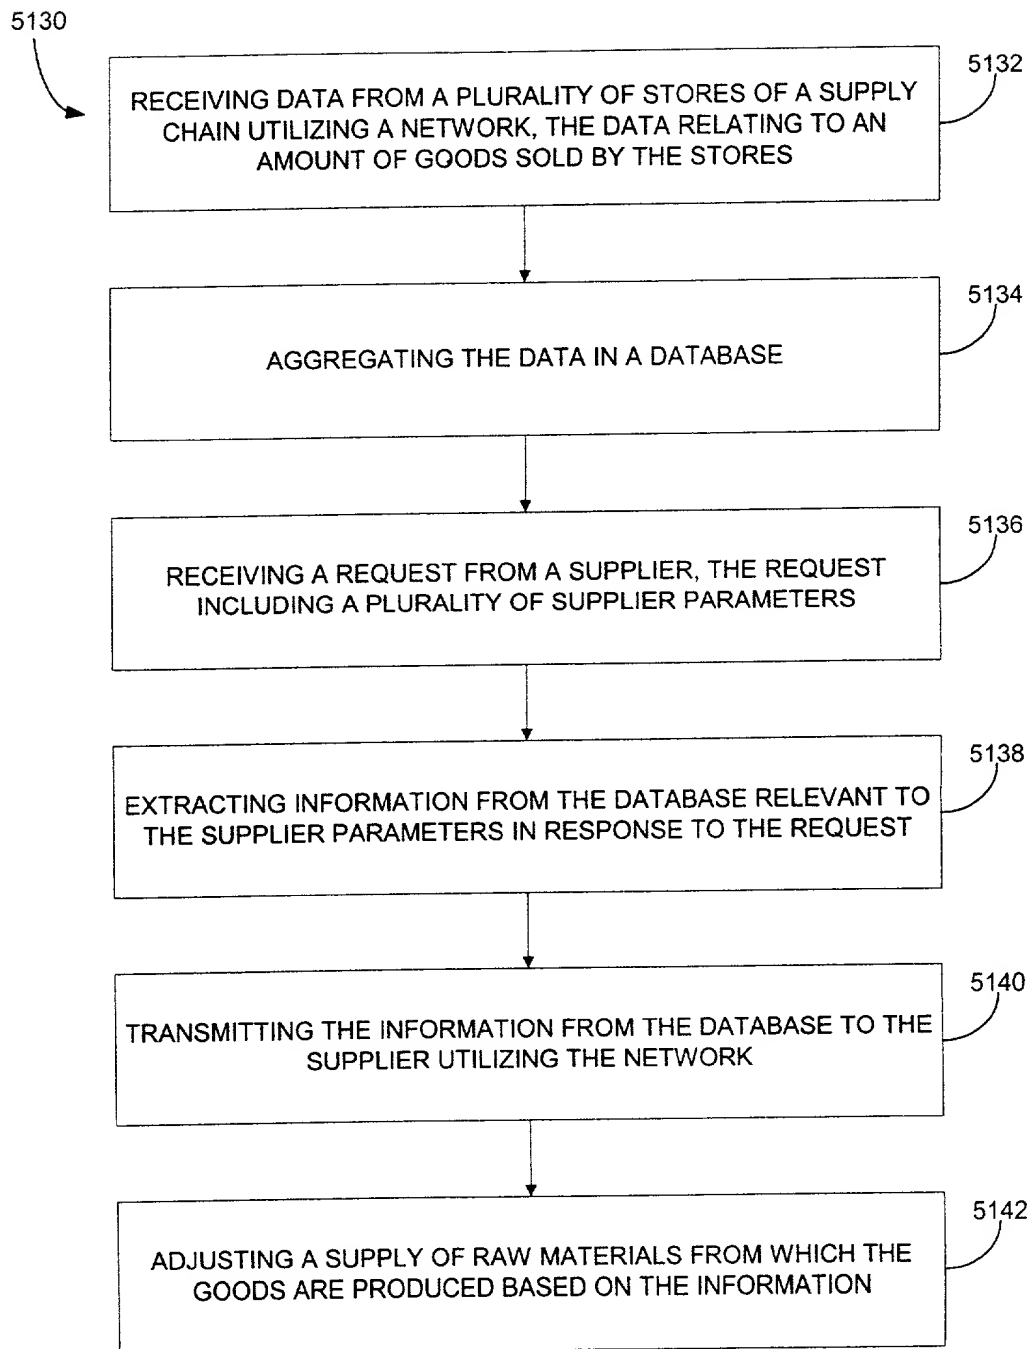 5130
5132
RECEIVING DATA FROM A PLURALITY OF STORES OF A SUPPLY
CHAIN UTILIZING A NETWORK, THE DATA RELATING TO AN
AMOUNT OF GOODS SOLD BY THE STORES
5134
AGGREGATING THE DATA IN A DATABASE
5136
RECEIVING A REQUEST FROM A SUPPLIER, THE REQUEST
INCLUDING A PLURALITY OF SUPPLIER PARAMETERS
5138
EXTRACTING INFORMATION FROM THE DATABASE RELEVANT TO
THE SUPPLIER PARAMETERS IN RESPONSE TO THE REQUEST
5140
TRANSMITTING THE INFORMATION FROM THE DATABASE TO THE
SUPPLIER UTILIZING THE NETWORK
5142
ADJUSTING A SUPPLY OF RAW MATERIALS FROM WHICH THE
GOODS ARE PRODUCED BASED ON THE INFORMATION